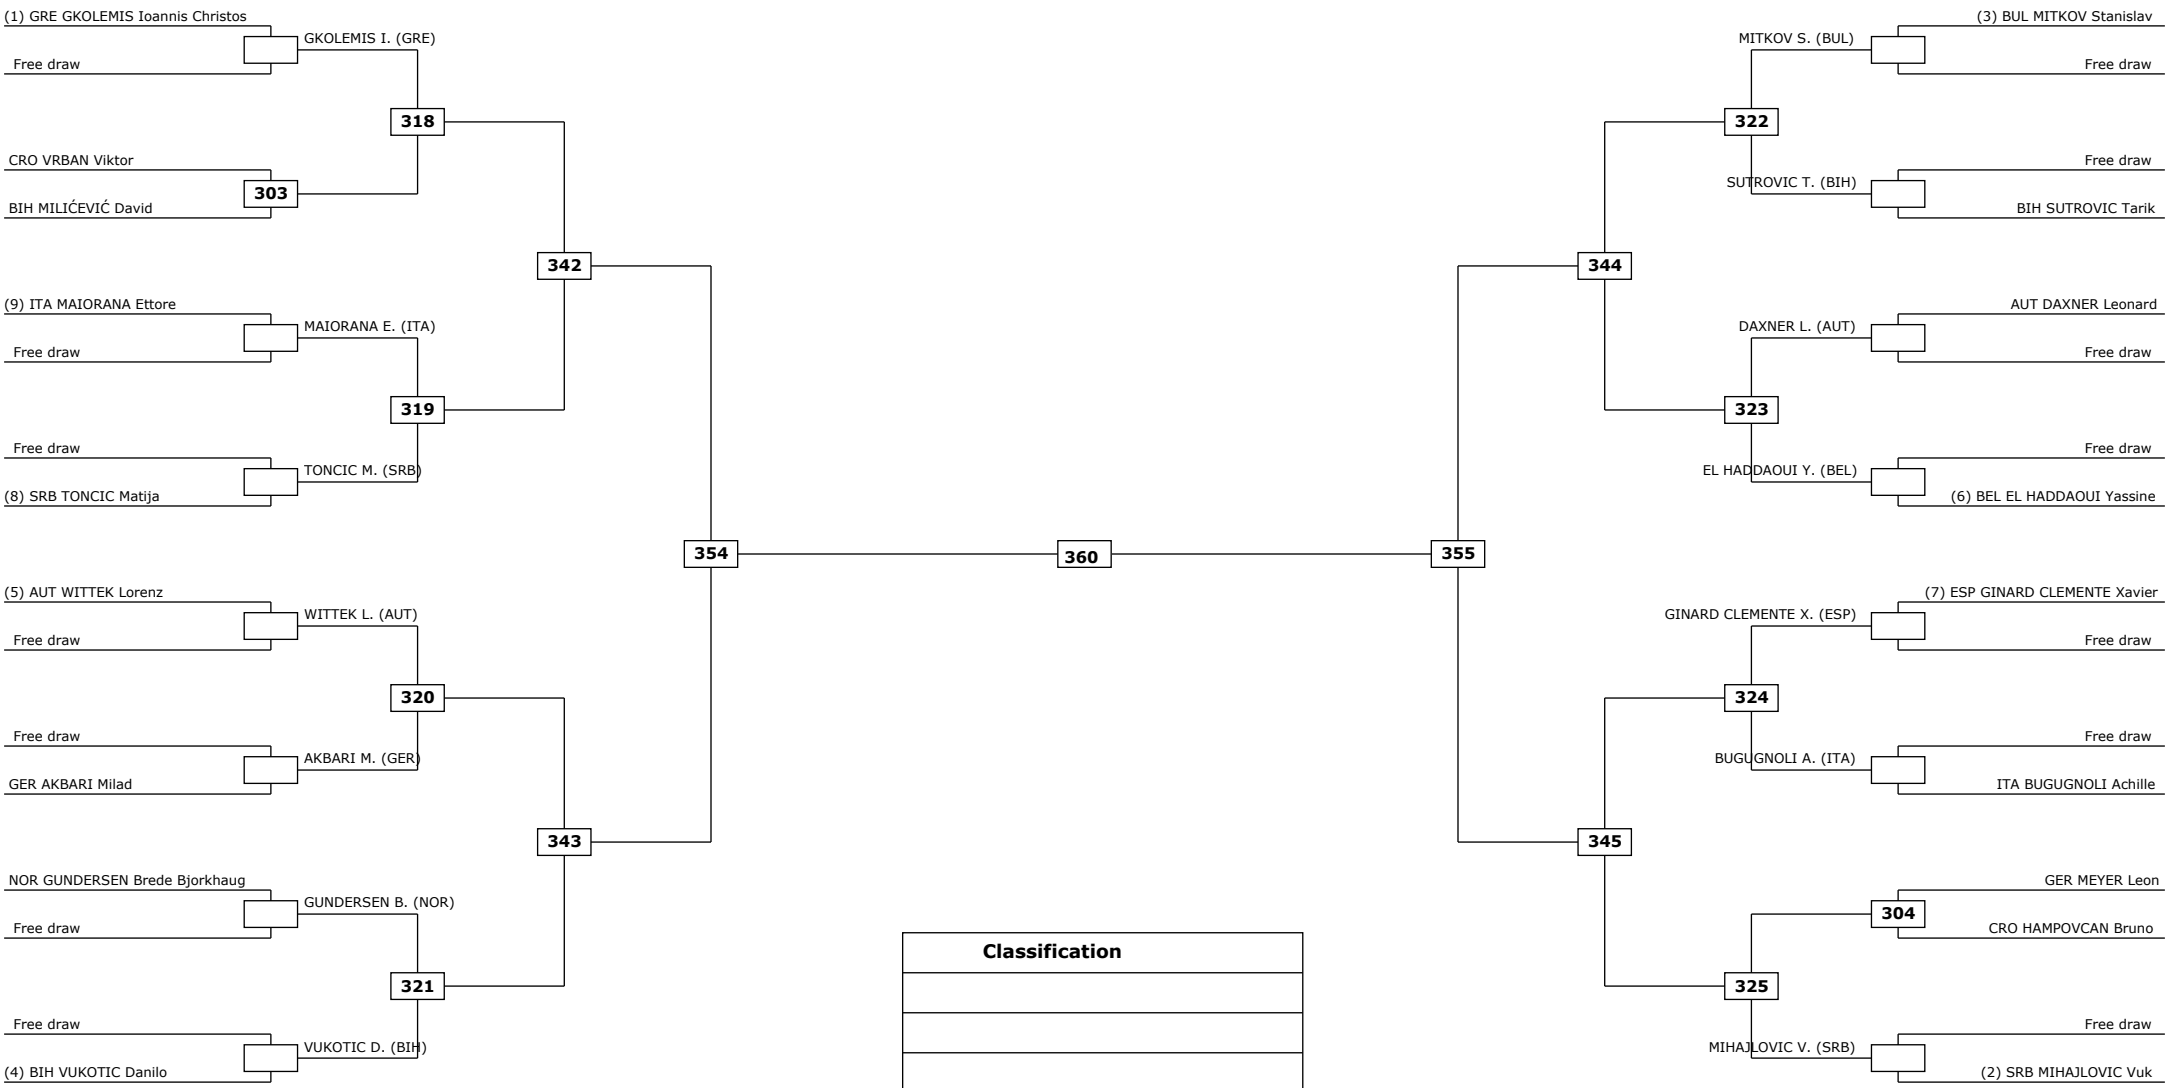 (1) GRE GKOLEMIS Ioannis Christos
GKOLEMIS I. (GRE)
Free draw
318
CRO VRBAN Viktor
303
BIH MILIĆEVIĆ David
342
(9) ITA MAIORANA Ettore
MAIORANA E. (ITA)
Free draw
319
Free draw
TONCIC M. (SRB)
(8) SRB TONCIC Matija
354
(5) AUT WITTEK Lorenz
WITTEK L. (AUT)
Free draw
320
Free draw
AKBARI M. (GER)
GER AKBARI Milad
343
NOR GUNDERSEN Brede Bjorkhaug
GUNDERSEN B. (NOR)
Free draw
321
Free draw
VUKOTIC D. (BIH)
(4) BIH VUKOTIC Danilo
360
Classification
(3) BUL MITKOV Stanislav
MITKOV S. (BUL)
Free draw
322
Free draw
SUTROVIC T. (BIH)
BIH SUTROVIC Tarik
344
AUT DAXNER Leonard
DAXNER L. (AUT)
Free draw
323
Free draw
EL HADDAOUI Y. (BEL)
(6) BEL EL HADDAOUI Yassine
355
(7) ESP GINARD CLEMENTE Xavier
GINARD CLEMENTE X. (ESP)
Free draw
324
Free draw
BUGUGNOLI A. (ITA)
ITA BUGUGNOLI Achille
345
GER MEYER Leon
304
CRO HAMPOVCAN Bruno
325
Free draw
MIHAJLOVIC V. (SRB)
(2) SRB MIHAJLOVIC Vuk